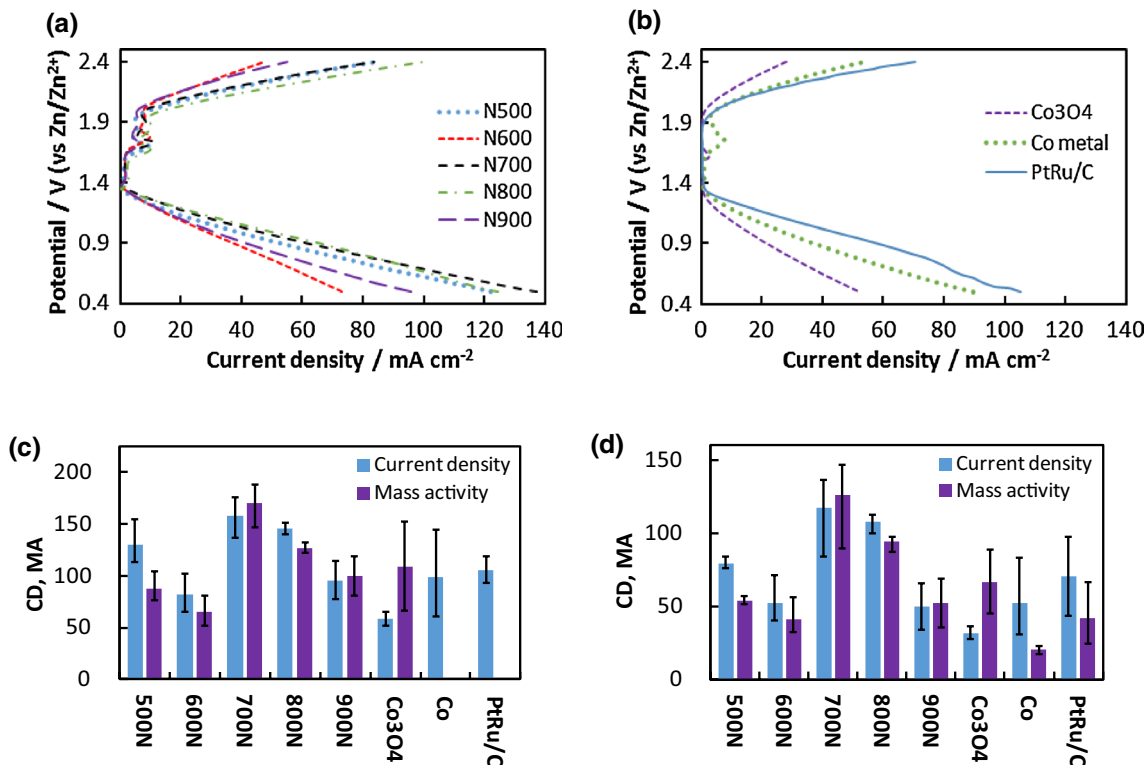 (a)
Potential / V (vs Zn/Zn²⁺)
2.4
1.9
1.4
0.9
0.4
0 20 40 60 80 100 120 140
Current density / mA cm⁻²
N500
N600
N700
N800
N900
(b)
Potential / V (vs Zn/Zn²⁺)
2.4
1.9
1.4
0.9
0.4
0 20 40 60 80 100 120 140
Current density / mA cm⁻²
Co3O4
Co metal
PtRu/C
(c)
CD, MA
200
150
100
50
0
Current density
Mass activity
500N
600N
700N
800N
900N
Co3O4
Co
PtRu/C
(d)
CD, MA
150
100
50
0
Current density
Mass activity
500N
600N
700N
800N
900N
Co3O4
Co
PtRu/C